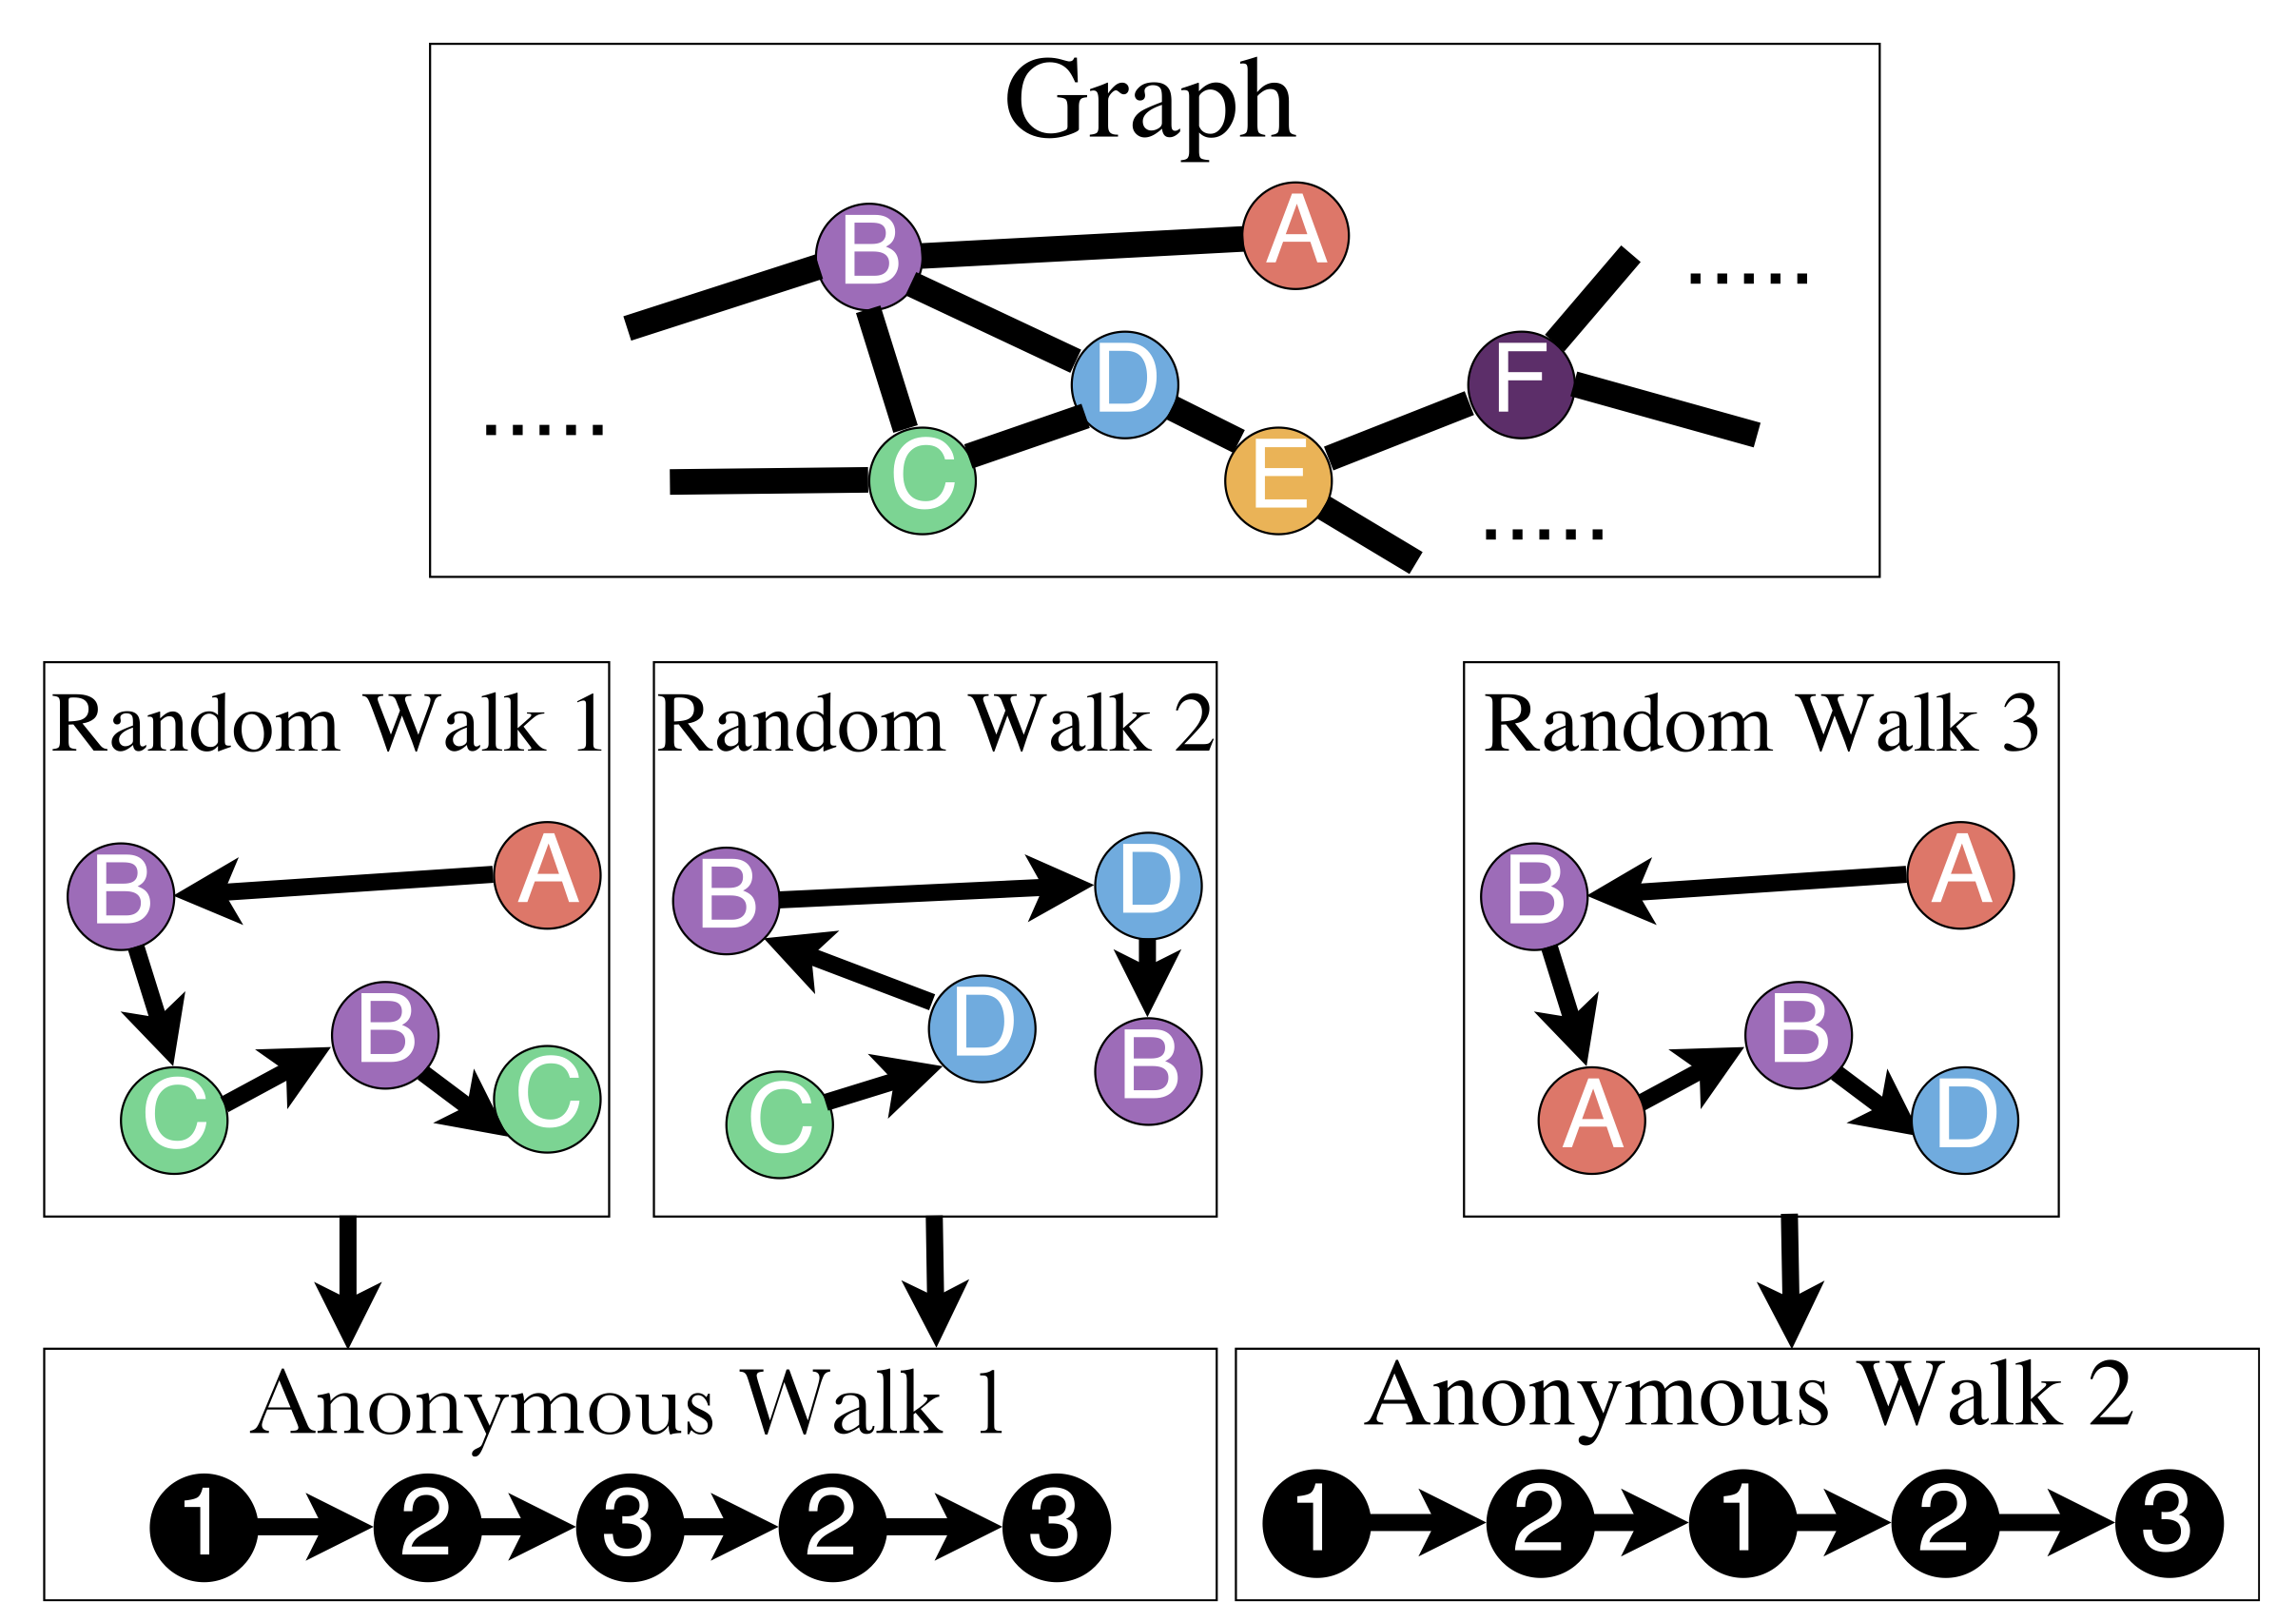 Graph
B
A
D
F
C
E
......
......
......
Random Walk 1
B
A
B
C
C
Random Walk 2
B
D
D
B
C
Random Walk 3
B
A
B
A
D
Anonymous Walk 1
1 2 3 2 3
Anonymous Walk 2
1 2 1 2 3